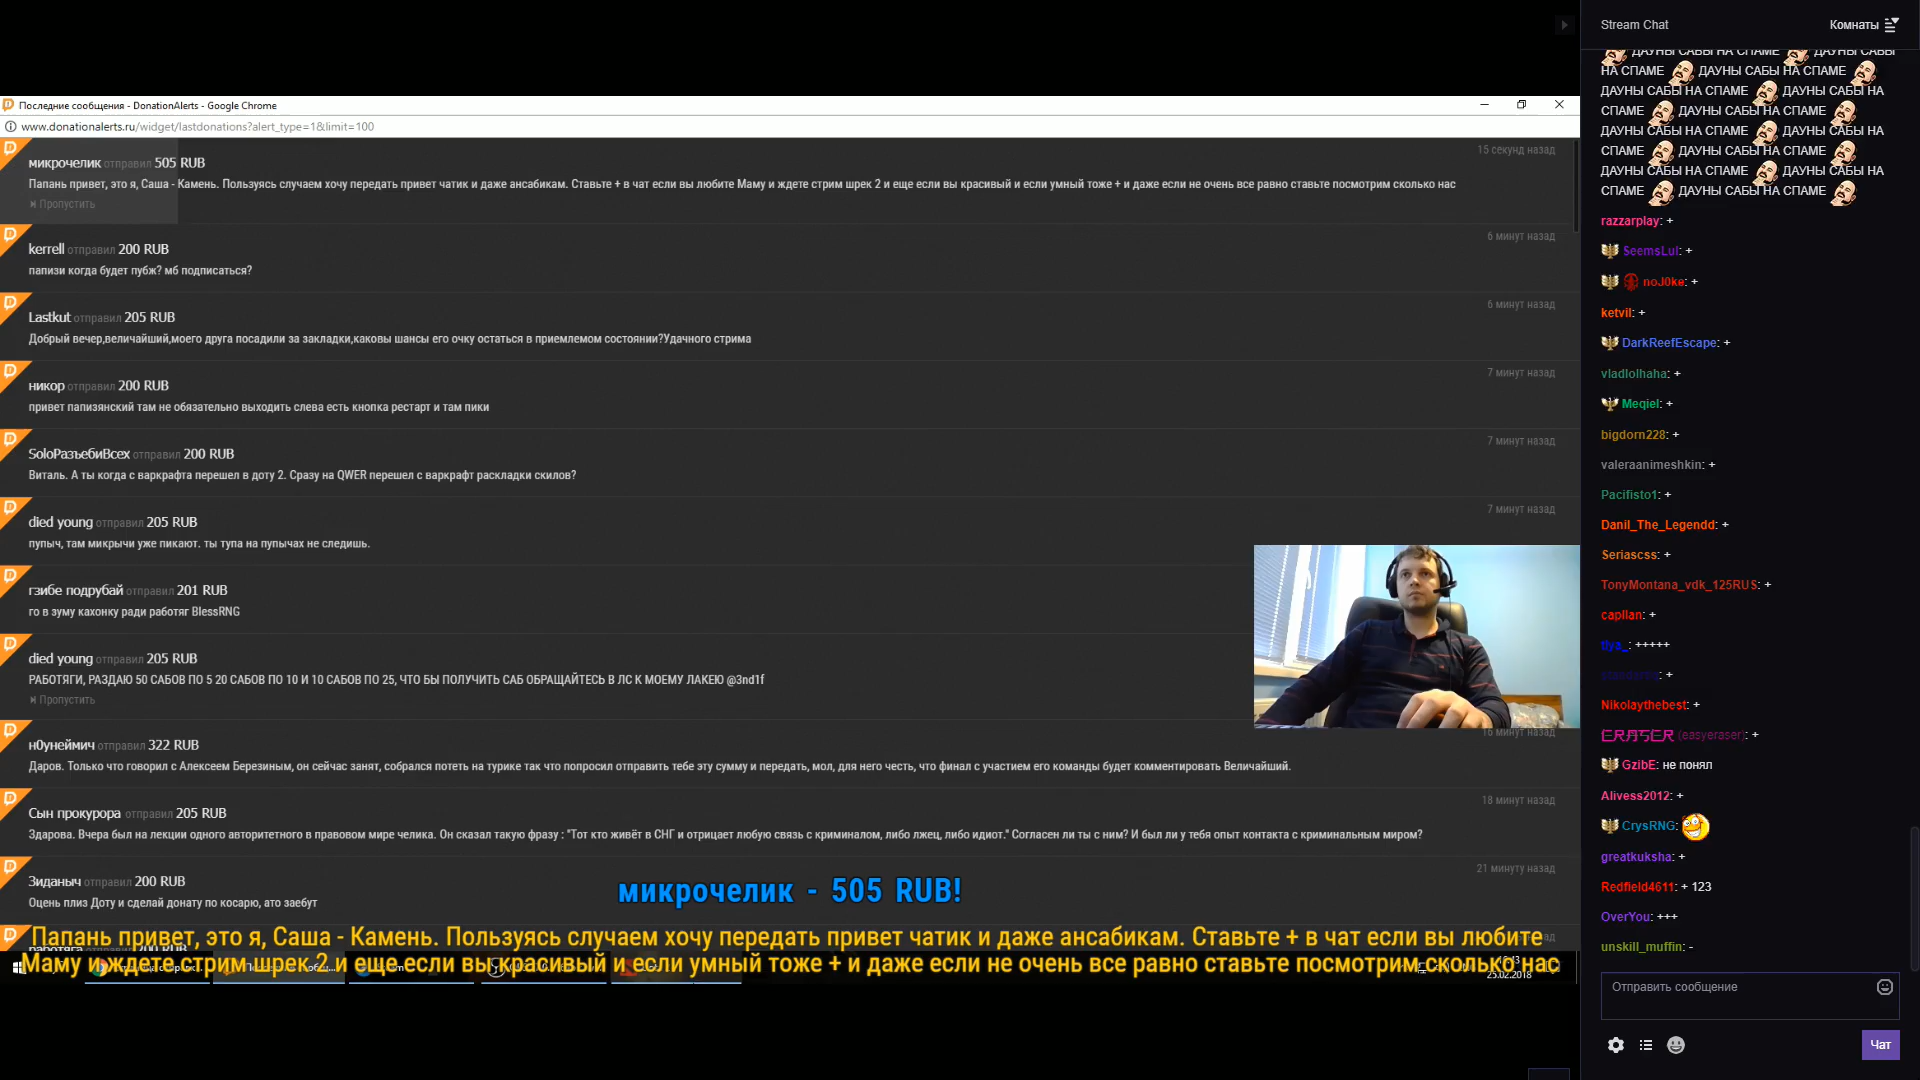 Последние сообщения - DonationAlerts - Google Chrome
www.donationalerts.ru/widget/lastdonations?alert_type=1&limit=100
микрочелик отправил 505 RUB
15 секунд назад
Папань привет, это я, Саша - Камень. Пользуясь случаем хочу передать привет чатик и даже ансабикам. Ставьте + в чат если вы любите Маму и ждете стрим шрек 2 и еще если вы красивый и если умный тоже + и даже если не очень все равно ставьте посмотрим сколько нас
Пропустить
kerrell отправил 200 RUB
6 минут назад
папизи когда будет пубж? мб подписаться?
Lastkut отправил 205 RUB
6 минут назад
Добрый вечер,величайший,моего друга посадили за закладки,каковы шансы его очку остаться в приемлемом состоянии?Удачного стрима
никор отправил 200 RUB
7 минут назад
привет папизянский там не обязательно выходить слева есть кнопка рестарт и там пики
SoloРазъебиВсех отправил 200 RUB
7 минут назад
Виталь. А ты когда с варкрафта перешел в доту 2. Сразу на QWER перешел с варкрафт раскладки скилов?
died young отправил 205 RUB
7 минут назад
пупыч, там микрычи уже пикают. ты тупа на пупычах не следишь.
гзибе подрубай отправил 201 RUB
го в зуму кахонку ради работяг BlessRNG
died young отправил 205 RUB
РАБОТЯГИ, РАЗДАЮ 50 САБОВ ПО 5 20 САБОВ ПО 10 И 10 САБОВ ПО 25, ЧТО БЫ ПОЛУЧИТЬ САБ ОБРАЩАЙТЕСЬ В ЛС К МОЕМУ ЛАКЕЮ @3nd1f
Пропустить
н0унеймич отправил 322 RUB
16 минут назад
Даров. Только что говорил с Алексеем Березиным, он сейчас занят, собрался потеть на турике так что попросил отправить тебе эту сумму и передать, мол, для него честь, что финал с участием его команды будет комментировать Величайший.
Сын прокурора отправил 205 RUB
18 минут назад
Здарова. Вчера был на лекции одного авторитетного в правовом мире челика. Он сказал такую фразу : "Тот кто живёт в СНГ и отрицает любую связь с криминалом, либо лжец, либо идиот." Согласен ли ты с ним? И был ли у тебя опыт контакта с криминальным миром?
Зиданыч отправил 200 RUB
21 минуту назад
Оцень плиз Доту и сделай донату по косарю, ато заебут
микрочелик - 505 RUB!
работяга 200 RUB
Папань привет, это я, Саша - Камень. Пользуясь случаем хочу передать привет чатик и даже ансабикам. Ставьте + в чат если вы любите
Маму и ждете стрим шрек 2 и еще если вы красивый и если умный тоже + и даже если не очень все равно ставьте посмотрим сколько нас
25.02.2018
Stream Chat
Комнаты
ДАУНЫ САБЫ НА СПАМЕ ДАУНЫ САБЫ
НА СПАМЕ ДАУНЫ САБЫ НА СПАМЕ
ДАУНЫ САБЫ НА СПАМЕ ДАУНЫ САБЫ НА
СПАМЕ ДАУНЫ САБЫ НА СПАМЕ
ДАУНЫ САБЫ НА СПАМЕ ДАУНЫ САБЫ НА
СПАМЕ ДАУНЫ САБЫ НА СПАМЕ
ДАУНЫ САБЫ НА СПАМЕ ДАУНЫ САБЫ НА
СПАМЕ ДАУНЫ САБЫ НА СПАМЕ
razzarplay: +
SeemsLul: +
noJ0ke: +
ketvil: +
DarkReefEscape: +
vladlolhaha: +
Meqiel: +
bigdorn228: +
valeraanimeshkin: +
Pacifisto1: +
Danil_The_Legendd: +
Seriascss: +
TonyMontana_vdk_125RUS: +
capllan: +
tlya_: +++++
: +
Nikolaythebest: +
(easyeraser): +
GzibE: не понял
Alivess2012: +
CrysRNG:
greatkuksha: +
Redfield4611: + 123
OverYou: +++
unskill_muffin: -
Отправить сообщение
Чат